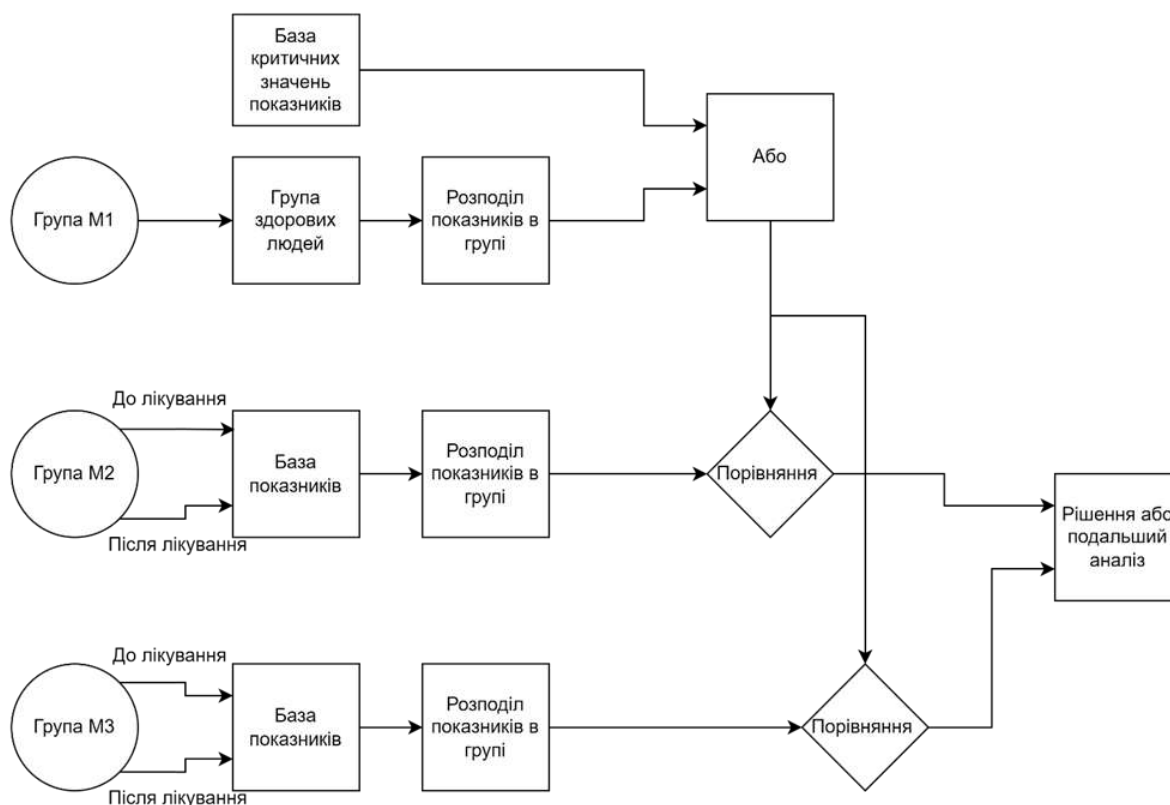 База
критичних
значень
показників
Або
Група М1
Група
здорових
людей
Розподіл
показників в
групі
До лікування
Група М2
База
показників
Розподіл
показників в
групі
Порівняння
Після лікування
Рішення або
подальший
аналіз
До лікування
Група М3
База
показників
Розподіл
показників в
групі
Порівняння
Після лікування